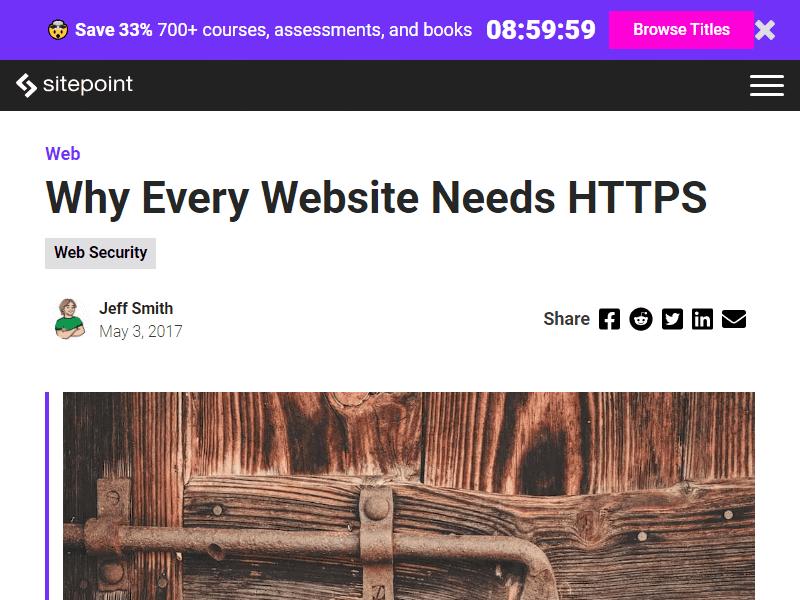 Save 33% 700+ courses, assessments, and books 08:59:59 Browse Titles
sitepoint
Web
Why Every Website Needs HTTPS
Web Security
Jeff Smith
May 3, 2017
Share